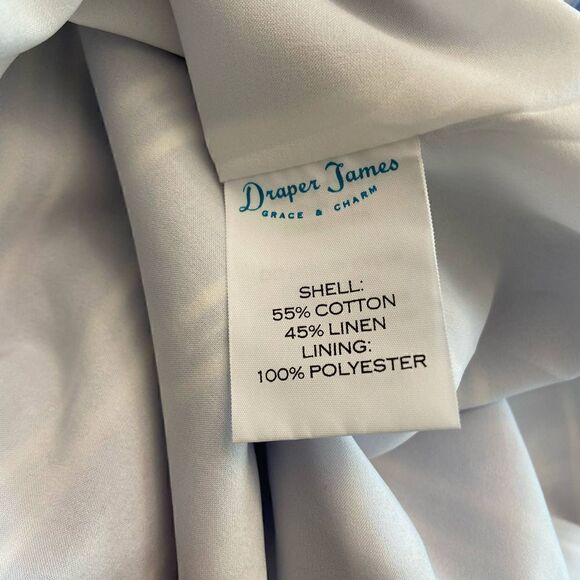 Draper James
GRACE & CHARM
SHELL:
55% COTTON
45% LINEN
LINING:
100% POLYESTER